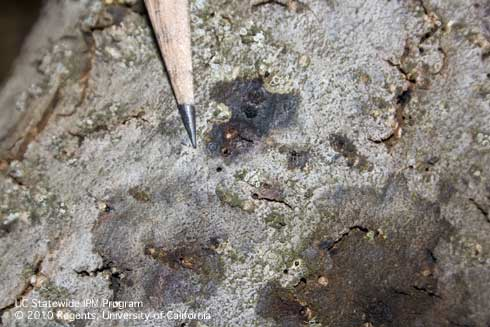 UC Statewide IPM Program
© 2010 Regents, University of California